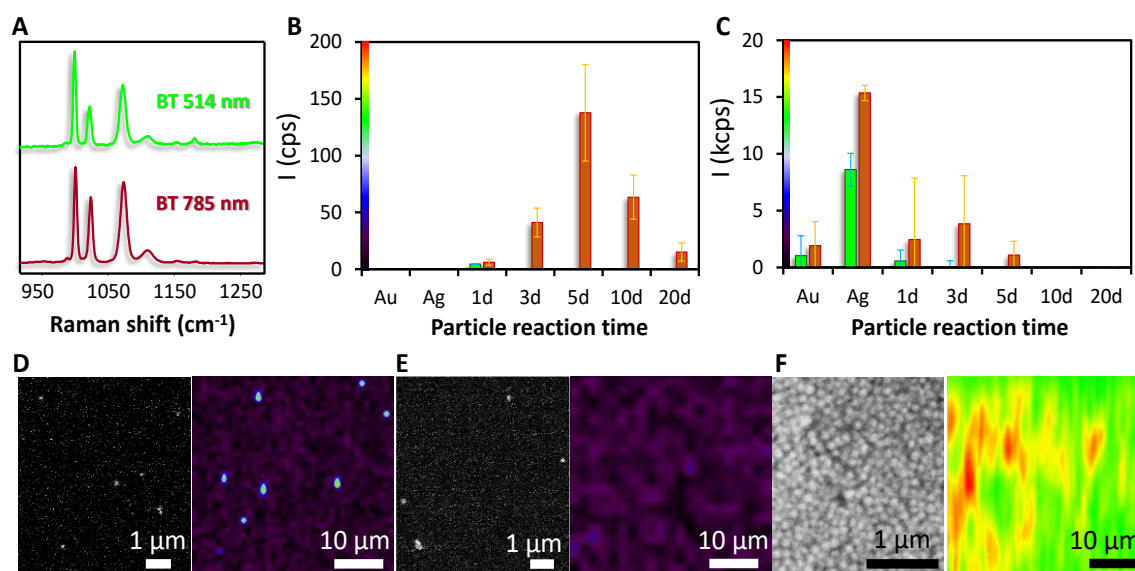 A
BT 514 nm
BT 785 nm
950 1050 1150 1250
Raman shift (cm⁻¹)
B
I (cps)
200
150
100
50
0
Au Ag 1d 3d 5d 10d 20d
Particle reaction time
C
I (kcps)
20
15
10
5
0
Au Ag 1d 3d 5d 10d 20d
Particle reaction time
D
1 μm
10 μm
E
1 μm
10 μm
F
1 μm
10 μm